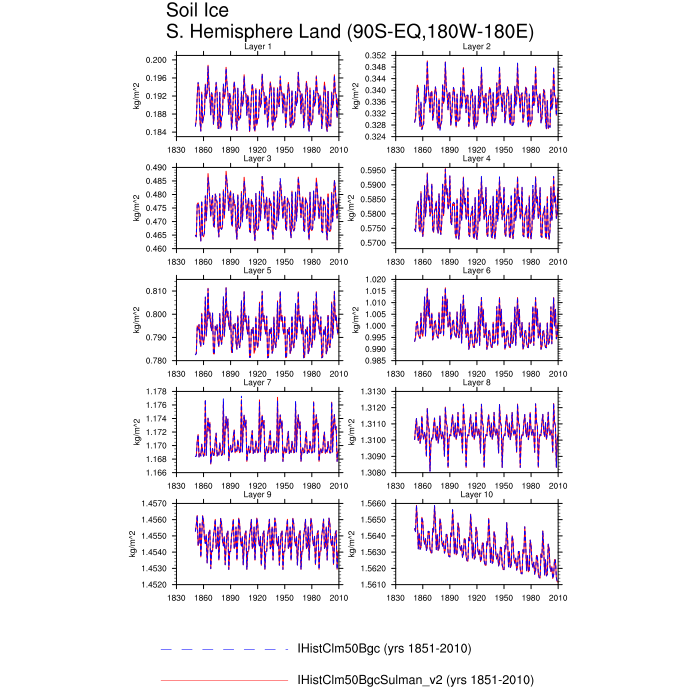 Soil Ice
S. Hemisphere Land (90S-EQ,180W-180E)
Layer 1
Layer 2
0.200
0.196
0.192
0.188
0.184
kg/m^2
1830 1860 1890 1920 1950 1980 2010
0.352
0.348
0.344
0.340
0.336
0.332
0.328
0.324
kg/m^2
1830 1860 1890 1920 1950 1980 2010
Layer 3
Layer 4
0.490
0.485
0.480
0.475
0.470
0.465
0.460
kg/m^2
1830 1860 1890 1920 1950 1980 2010
0.5950
0.5900
0.5850
0.5800
0.5750
0.5700
kg/m^2
1830 1860 1890 1920 1950 1980 2010
Layer 5
Layer 6
0.810
0.800
0.790
0.780
kg/m^2
1830 1860 1890 1920 1950 1980 2010
1.020
1.015
1.010
1.005
1.000
0.995
0.990
0.985
kg/m^2
1830 1860 1890 1920 1950 1980 2010
Layer 7
Layer 8
1.178
1.176
1.174
1.172
1.170
1.168
1.166
kg/m^2
1830 1860 1890 1920 1950 1980 2010
1.3130
1.3120
1.3110
1.3100
1.3090
1.3080
kg/m^2
1830 1860 1890 1920 1950 1980 2010
Layer 9
Layer 10
1.4570
1.4560
1.4550
1.4540
1.4530
1.4520
kg/m^2
1830 1860 1890 1920 1950 1980 2010
1.5660
1.5650
1.5640
1.5630
1.5620
1.5610
kg/m^2
1830 1860 1890 1920 1950 1980 2010
IHistClm50Bgc (yrs 1851-2010)
IHistClm50BgcSulman_v2 (yrs 1851-2010)